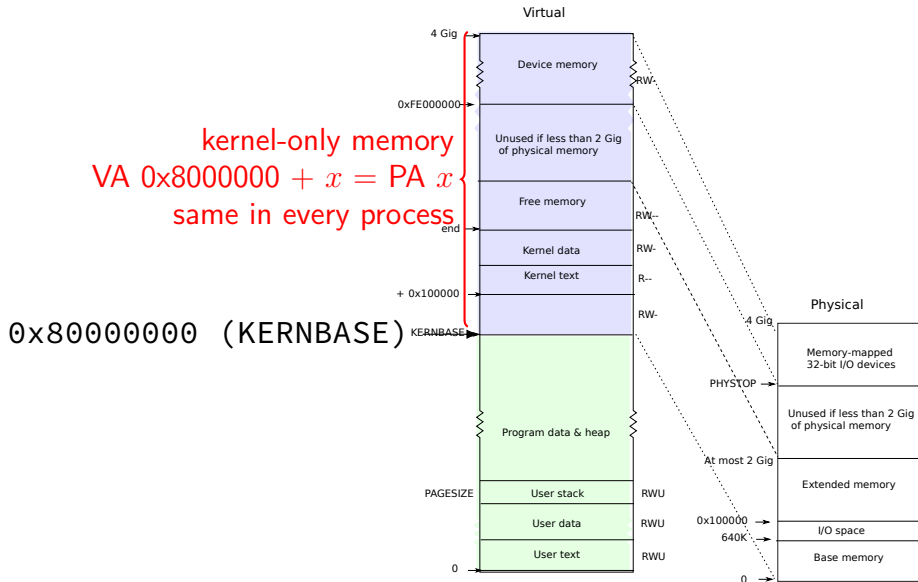 Virtual
4 Gig
Device memory
RW-
0xFE000000
kernel-only memory
VA 0x8000000 + x = PA x
same in every process
Unused if less than 2 Gig
of physical memory
Free memory
RW--
end
Kernel data
RW-
Kernel text
R--
+ 0x100000
RW-
0x80000000 (KERNBASE)
KERNBASE
Program data & heap
PAGESIZE
User stack
RWU
User data
RWU
User text
RWU
0
Physical
4 Gig
Memory-mapped
32-bit I/O devices
PHYSTOP
Unused if less than 2 Gig
of physical memory
At most 2 Gig
Extended memory
0x100000
I/O space
640K
Base memory
0